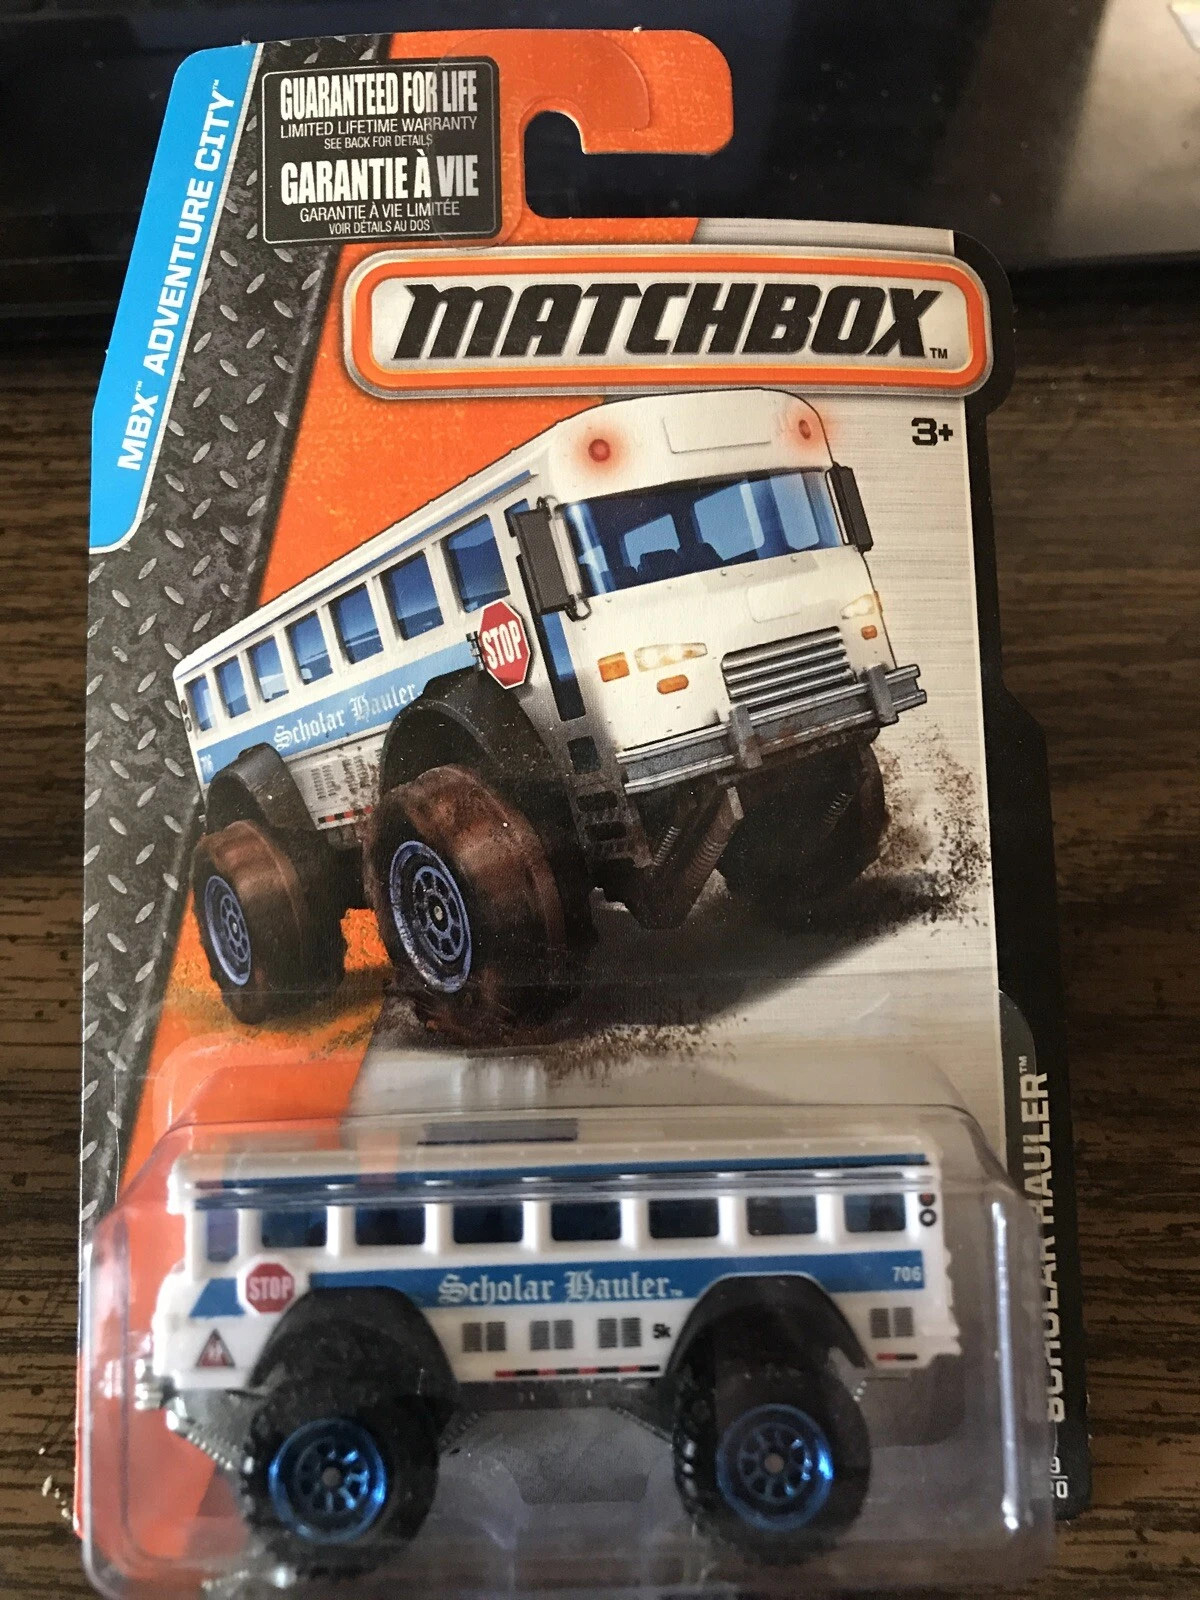 GUARANTEED FOR LIFE
LIMITED LIFETIME WARRANTY
SEE BACK FOR DETAILS
GARANTIE À VIE
GARANTIE À VIE LIMITÉE
VOIR DÉTAILS AU DOS
MBX™ ADVENTURE CITY™
MATCHBOX™
3+
STOP
Scholar Hauler
706
SCHOLAR HAULER™
STOP
Scholar Hauler™
706
5k